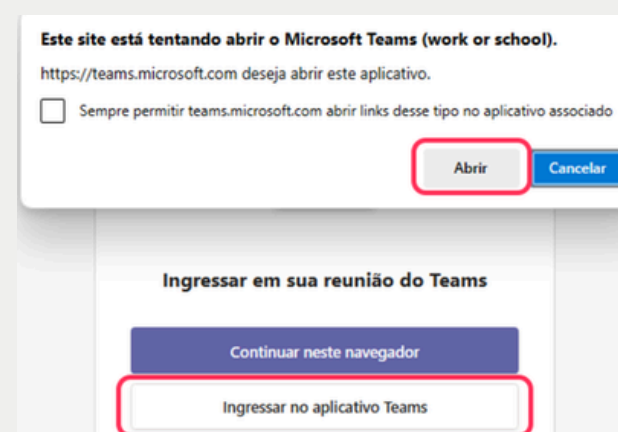 Este site está tentando abrir o Microsoft Teams (work or school).
https://teams.microsoft.com deseja abrir este aplicativo.
Sempre permitir teams.microsoft.com abrir links desse tipo no aplicativo associado
Abrir
Cancelar
Ingressar em sua reunião do Teams
Continuar neste navegador
Ingressar no aplicativo Teams